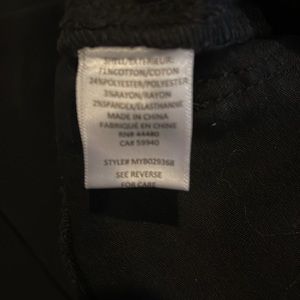 SHELL/EXTERIEUR:
71%COTTON/COTON
24%POLYESTER/POLYESTER
3%RAYON/RAYON
2%SPANDEX/ELASTHANNE
MADE IN CHINA
FABRIQUÉ EN CHINE
RN# 44480
CA# 59940
STYLE# MYB029368
SEE REVERSE
FOR CARE